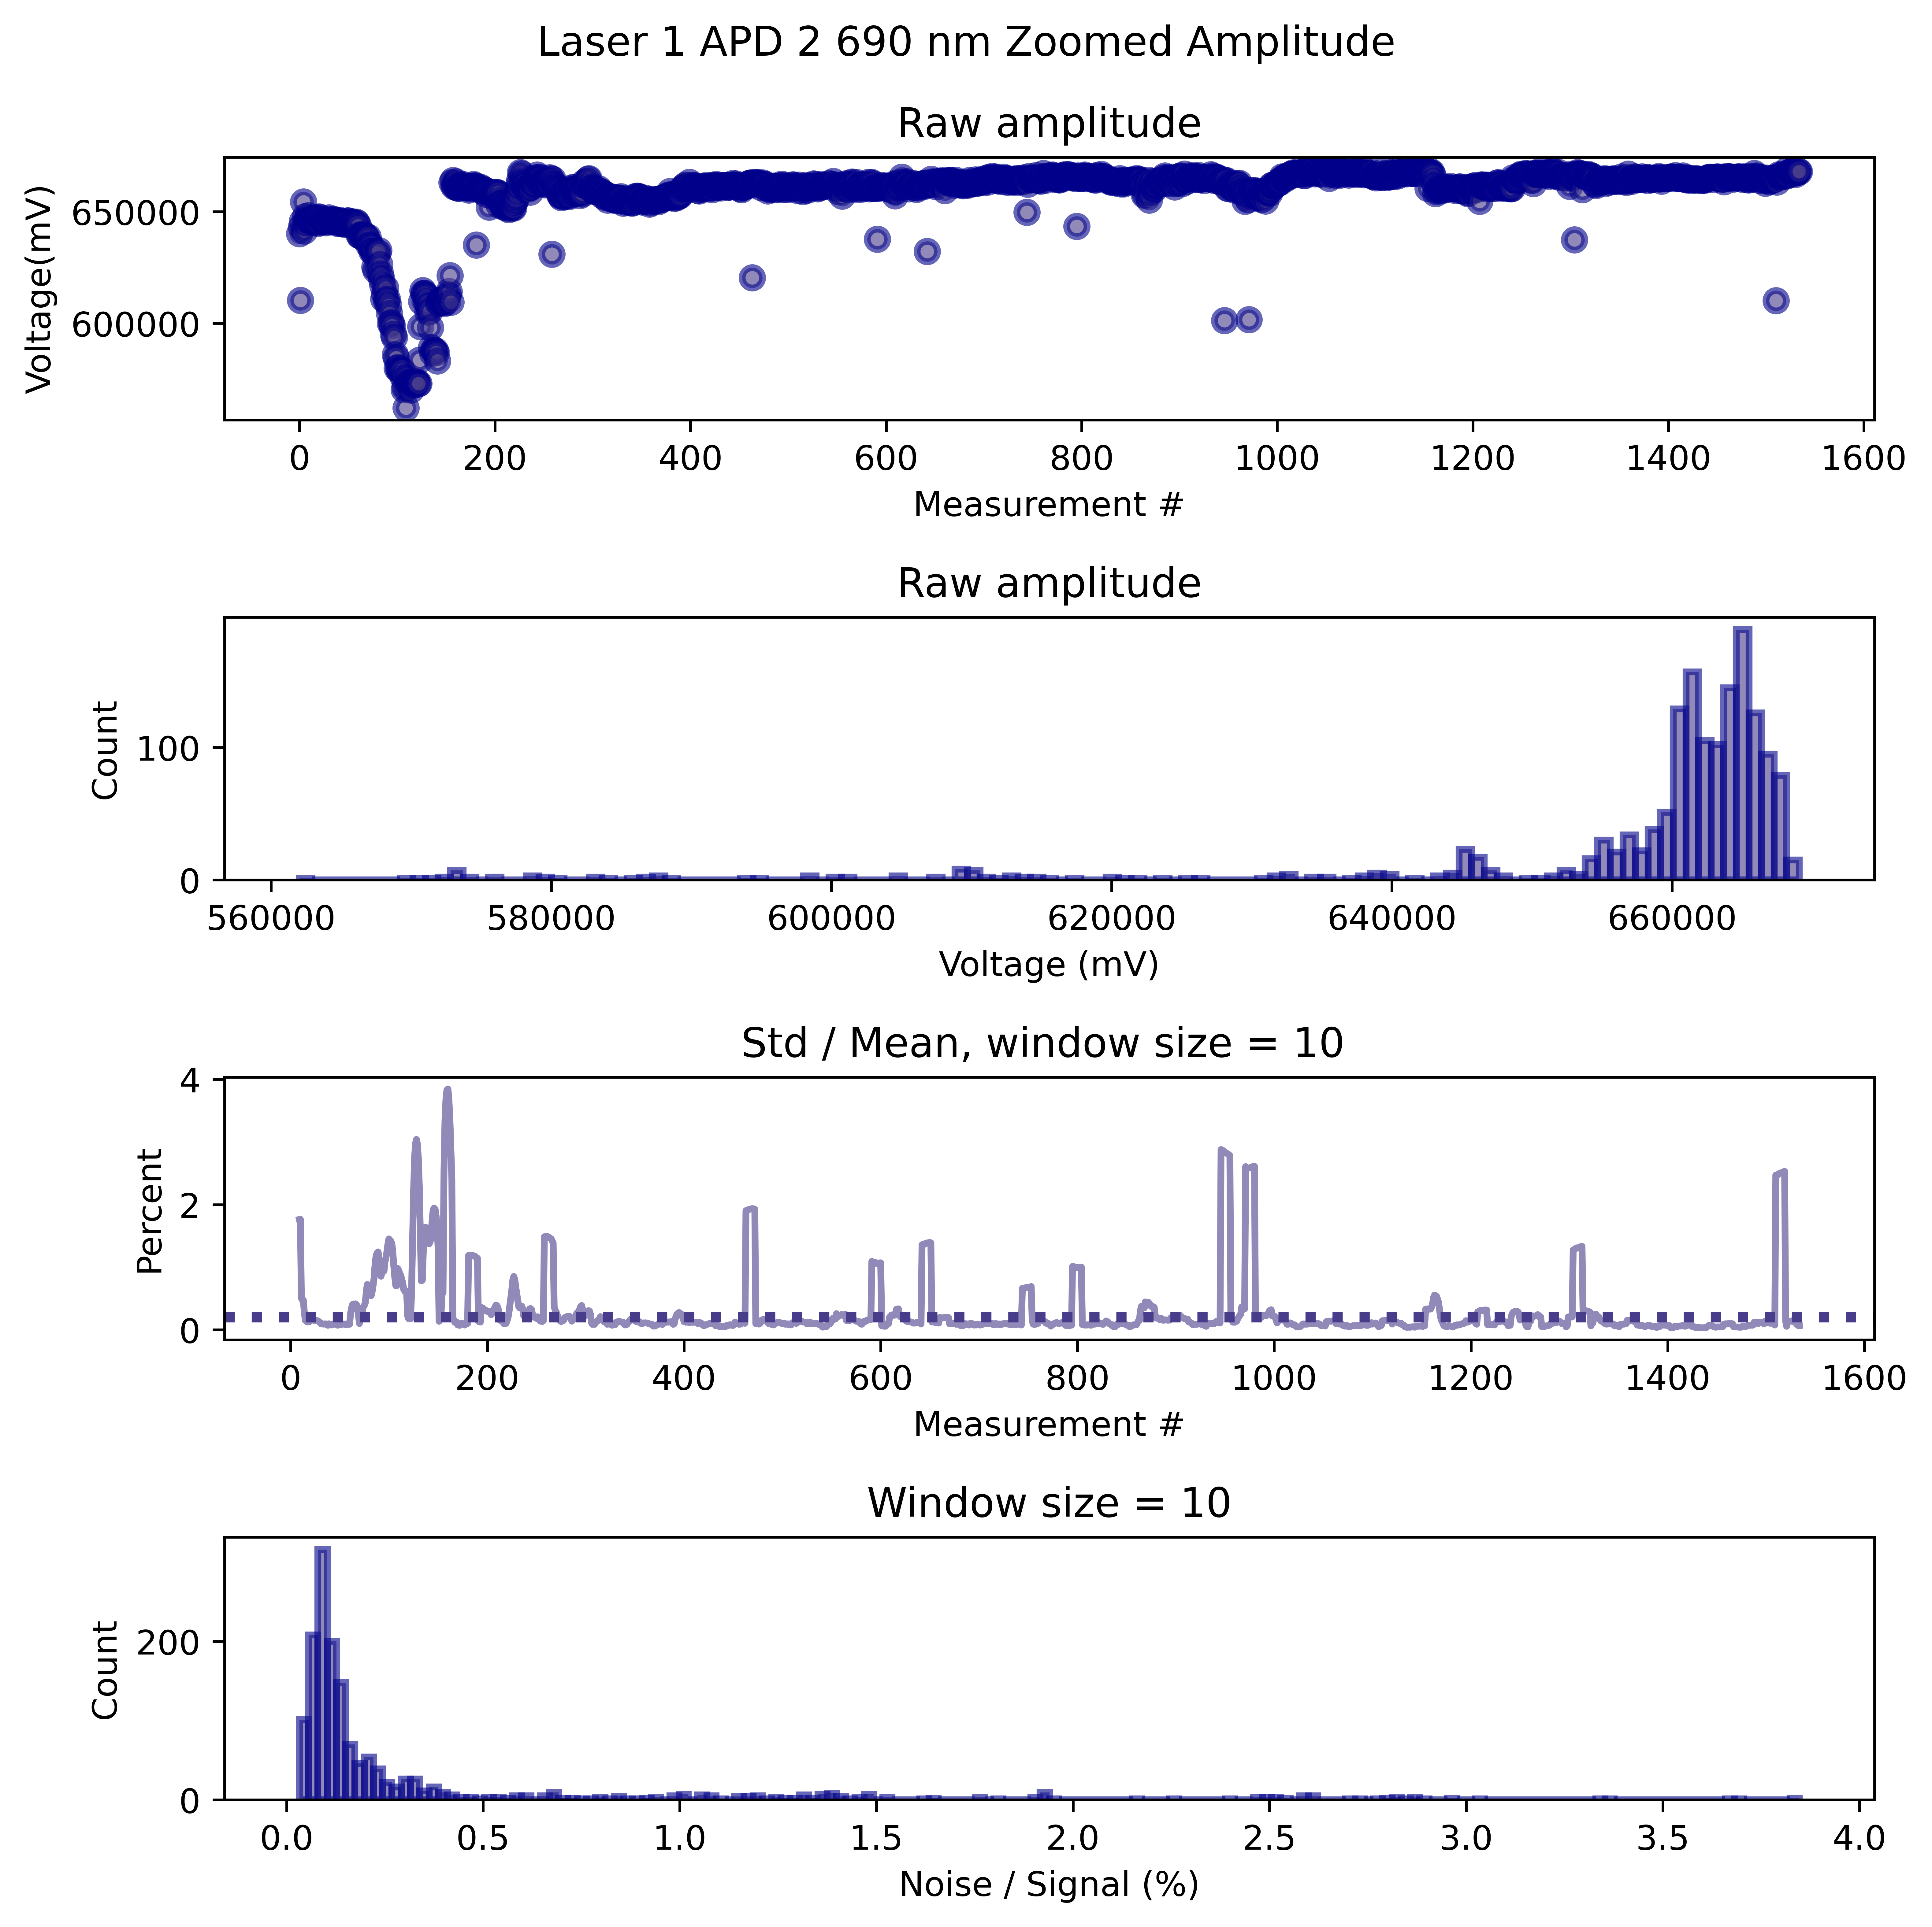 Laser 1 APD 2 690 nm Zoomed Amplitude
Raw amplitude
Voltage(mV)
650000
600000
0 200 400 600 800 1000 1200 1400 1600
Measurement #
Raw amplitude
Count
100
0
560000 580000 600000 620000 640000 660000
Voltage (mV)
Std / Mean, window size = 10
Percent
4
2
0
0 200 400 600 800 1000 1200 1400 1600
Measurement #
Window size = 10
Count
200
0
0.0 0.5 1.0 1.5 2.0 2.5 3.0 3.5 4.0
Noise / Signal (%)